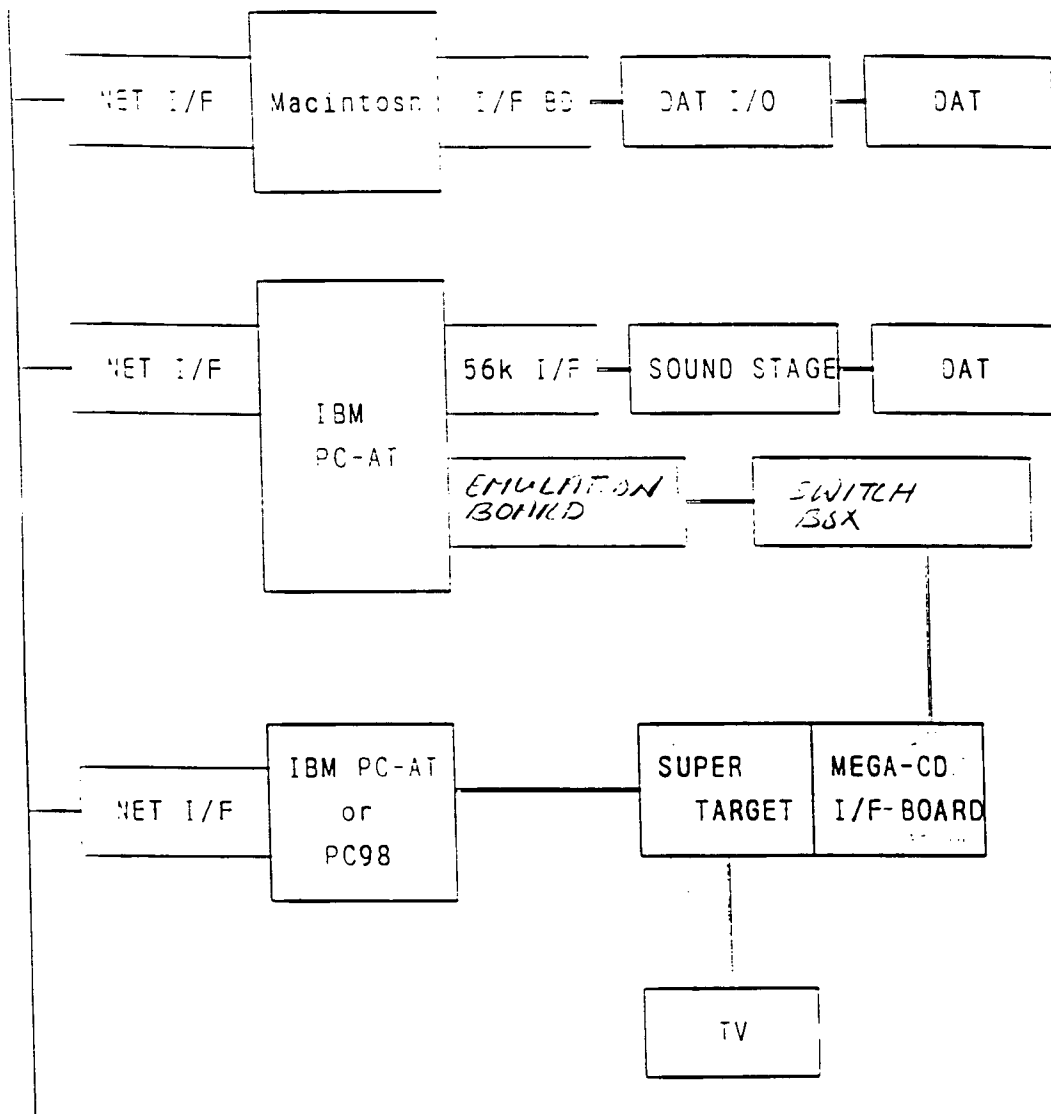 NET I/F
Macintosh
I/F BD
DAT I/O
DAT
NET I/F
IBM
PC-AT
56k I/F
SOUND STAGE
DAT
EMULATION
BOARD
SWITCH
BOX
NET I/F
IBM PC-AT
or
PC98
SUPER
TARGET
MEGA-CD
I/F-BOARD
TV